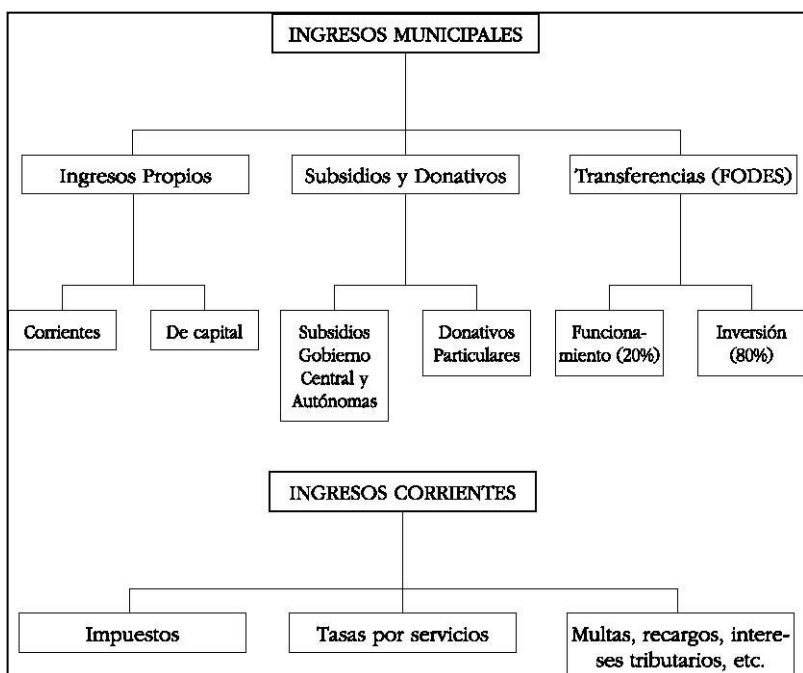 INGRESOS MUNICIPALES
Ingresos Propios
Subsidios y Donativos
Transferencias (FODES)
Corrientes
De capital
Subsidios
Gobierno
Central y
Autónomas
Donativos
Particulares
Funciona-
miento (20%)
Inversión
(80%)
INGRESOS CORRIENTES
Impuestos
Tasas por servicios
Multas, recargos, intere-
ses tributarios, etc.